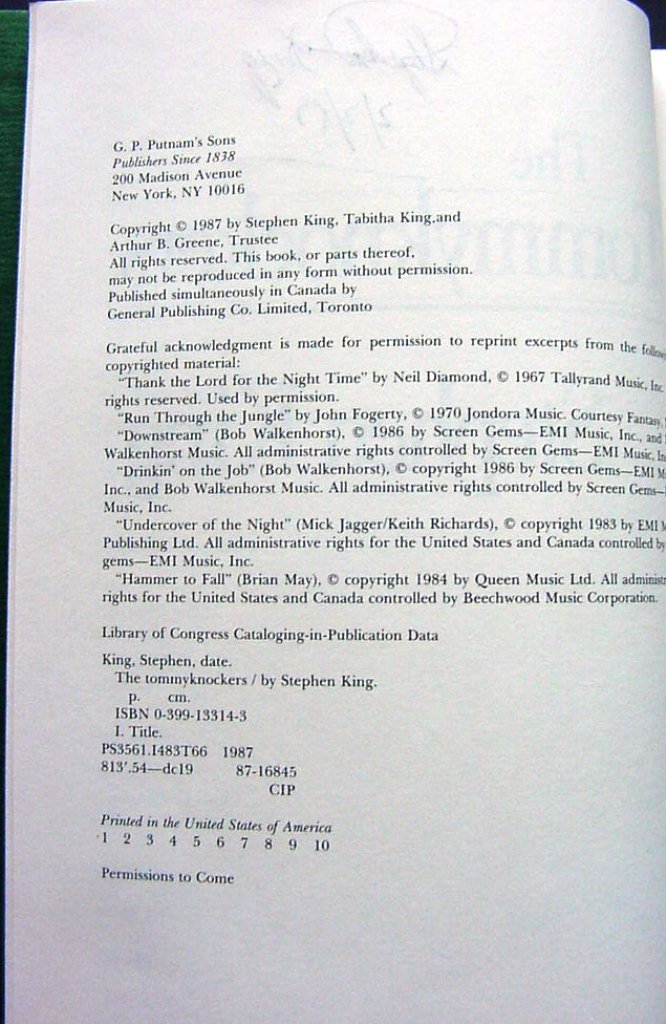 G. P. Putnam's Sons
Publishers Since 1838
200 Madison Avenue
New York, NY 10016
Copyright © 1987 by Stephen King, Tabitha King,and
Arthur B. Greene, Trustee
All rights reserved. This book, or parts thereof,
may not be reproduced in any form without permission.
Published simultaneously in Canada by
General Publishing Co. Limited, Toronto
Grateful acknowledgment is made for permission to reprint excerpts from the
copyrighted material:
"Thank the Lord for the Night Time" by Neil Diamond, © 1967 Tallyrand Music, Inc.
rights reserved. Used by permission.
"Run Through the Jungle" by John Fogerty, © 1970 Jondora Music. Courtesy Fantasy,
"Downstream" (Bob Walkenhorst), © 1986 by Screen Gems—EMI Music, Inc., and
Walkenhorst Music. All administrative rights controlled by Screen Gems—EMI Music,
"Drinkin' on the Job" (Bob Walkenhorst), © copyright 1986 by Screen Gems—EMI
Inc., and Bob Walkenhorst Music. All administrative rights controlled by Screen Gems—
Music, Inc.
"Undercover of the Night" (Mick Jagger/Keith Richards), © copyright 1983 by EMI
Publishing Ltd. All administrative rights for the United States and Canada controlled by
gems—EMI Music, Inc.
"Hammer to Fall" (Brian May), © copyright 1984 by Queen Music Ltd. All
rights for the United States and Canada controlled by Beechwood Music Corporation.
Library of Congress Cataloging-in-Publication Data
King, Stephen, date.
The tommyknockers / by Stephen King.
p. cm.
ISBN 0-399-13314-3
I. Title.
PS3561.I483T66 1987
813'.54—dc19 87-16845
CIP
Printed in the United States of America
1 2 3 4 5 6 7 8 9 10
Permissions to Come